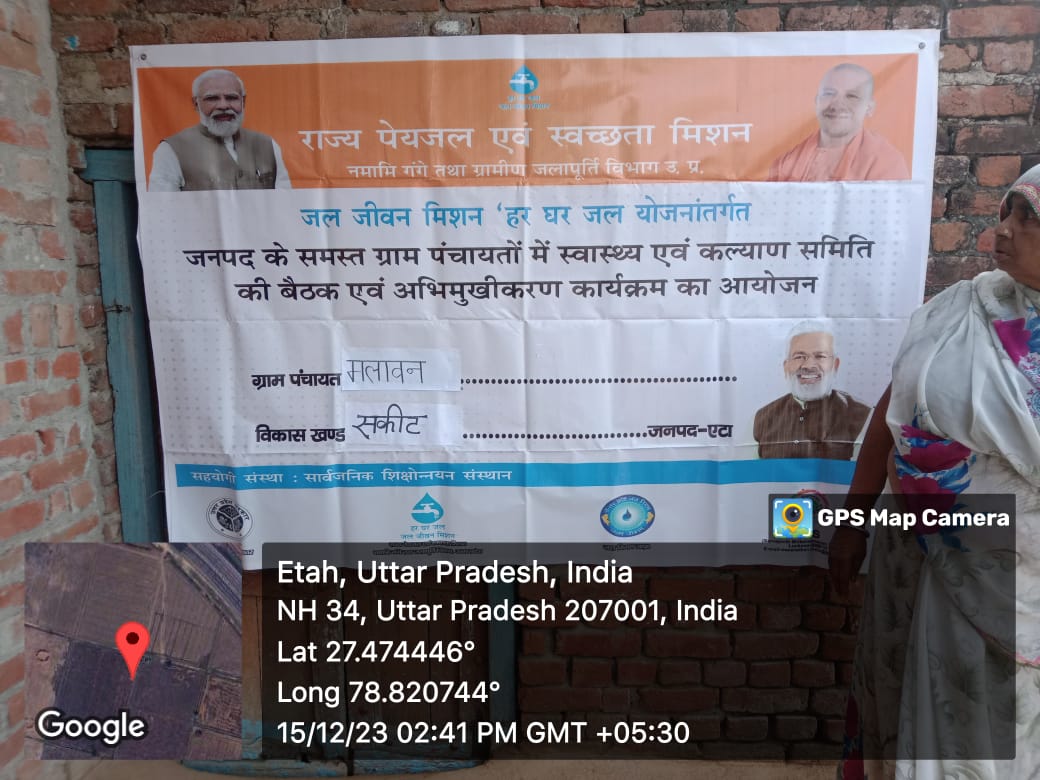 राज्य पेयजल एवं स्वच्छता मिशन
नमामि गंगे तथा ग्रामीण जलापूर्ति विभाग उ. प्र.
जल जीवन मिशन 'हर घर जल योजनांतर्गत
जनपद के समस्त ग्राम पंचायतों में स्वास्थ्य एवं कल्याण समिति
की बैठक एवं अभिमुखीकरण कार्यक्रम का आयोजन
ग्राम पंचायत मलावन
विकास खण्ड सकीट जनपद-एटा
सहयोगी संस्था : सार्वजनिक शिक्षोन्नयन संस्थान
हर घर जल
जल जीवन मिशन
GPS Map Camera
Etah, Uttar Pradesh, India
NH 34, Uttar Pradesh 207001, India
Lat 27.474446°
Long 78.820744°
15/12/23 02:41 PM GMT +05:30
Google